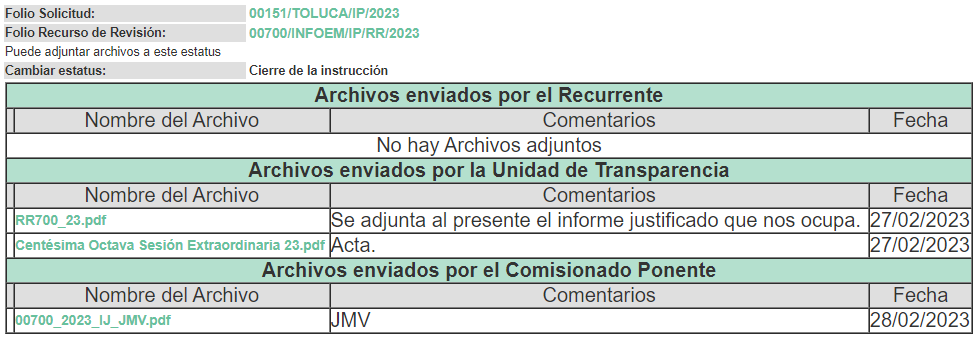 Folio Solicitud: 00151/TOLUCA/IP/2023
Folio Recurso de Revisión: 00700/INFOEM/IP/RR/2023
Puede adjuntar archivos a este estatus
Cambiar estatus: Cierre de la instrucción
Archivos enviados por el Recurrente
Nombre del Archivo Comentarios Fecha
No hay Archivos adjuntos
Archivos enviados por la Unidad de Transparencia
Nombre del Archivo Comentarios Fecha
RR700_23.pdf Se adjunta al presente el informe justificado que nos ocupa. 27/02/2023
Centésima Octava Sesión Extraordinaria 23.pdf Acta. 27/02/2023
Archivos enviados por el Comisionado Ponente
Nombre del Archivo Comentarios Fecha
00700_2023_IJ_JMV.pdf JMV 28/02/2023